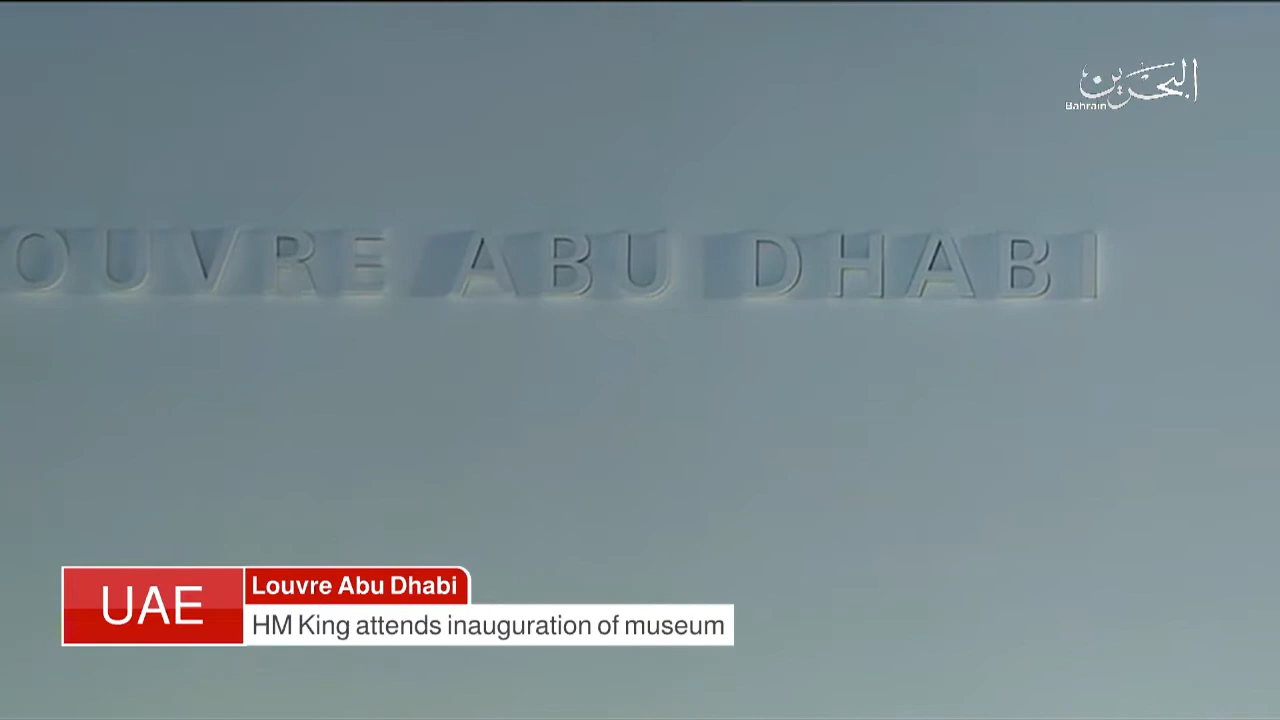 البحرين
Bahrain
OUVRE ABU DHABI
UAE
Louvre Abu Dhabi
HM King attends inauguration of museum